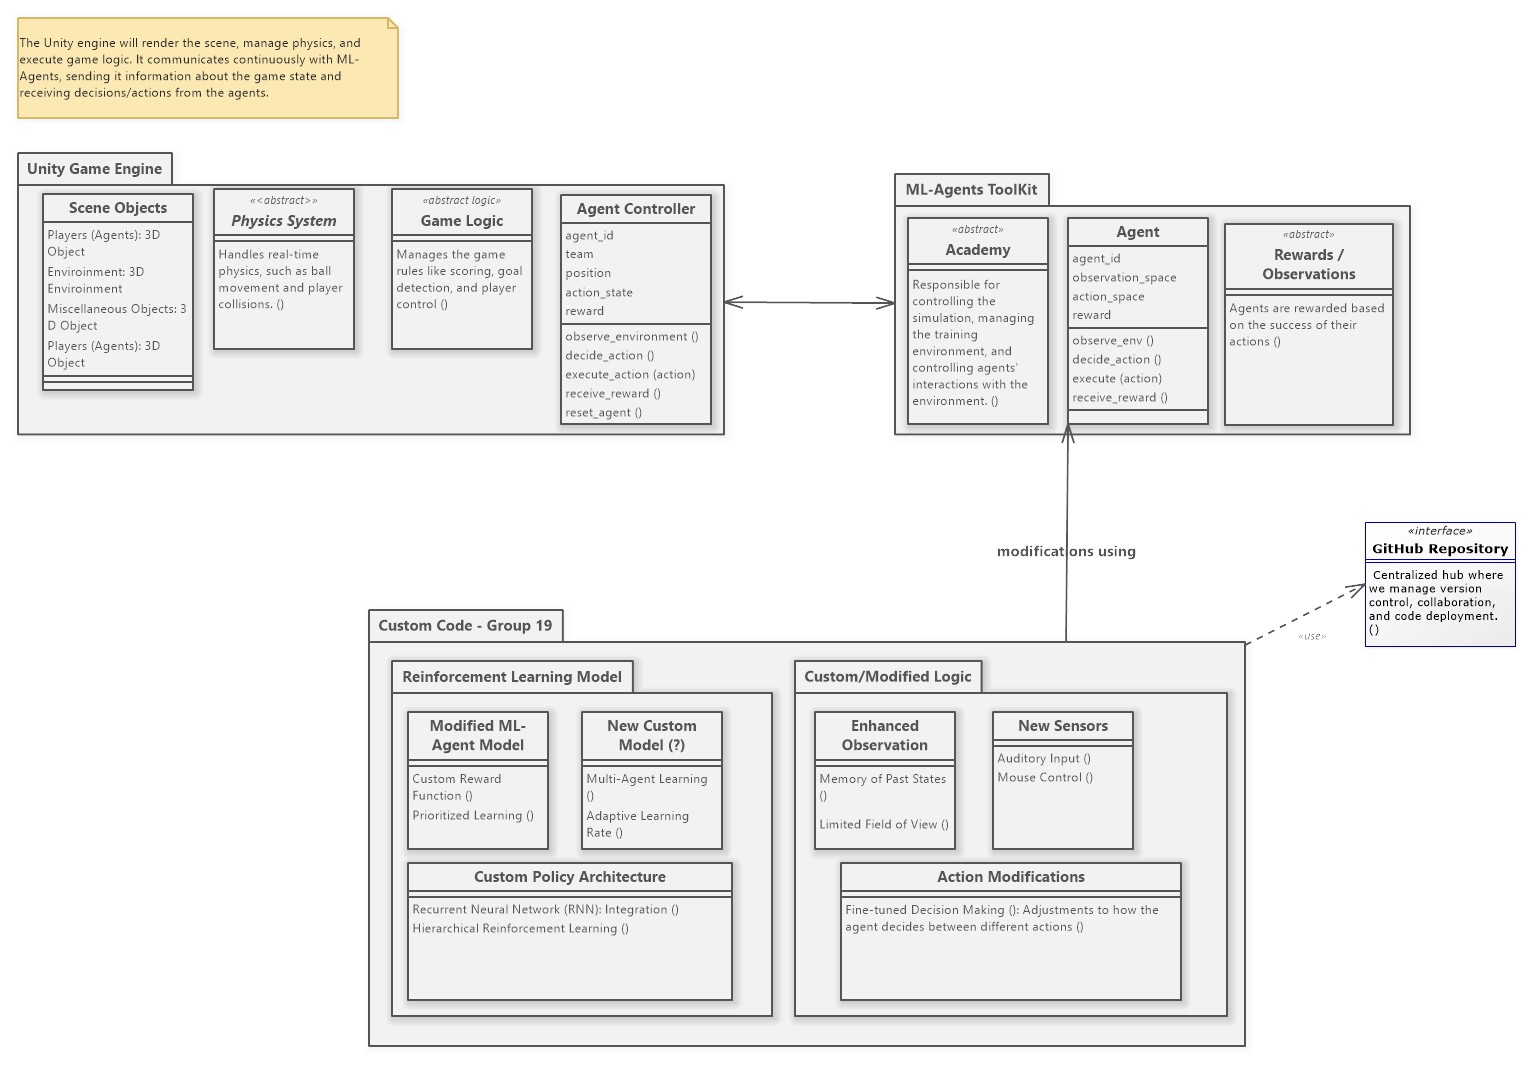 The Unity engine will render the scene, manage physics, and
execute game logic. It communicates continuously with ML-
Agents, sending it information about the game state and
receiving decisions/actions from the agents.
Unity Game Engine
Scene Objects
Players (Agents): 3D
Object
Enviroinment: 3D
Enviroinment
Miscellaneous Objects: 3
D Object
Players (Agents): 3D
Object
«<abstract>»
Physics System
Handles real-time
physics, such as ball
movement and player
collisions. ()
«abstract logic»
Game Logic
Manages the game
rules like scoring, goal
detection, and player
control ()
Agent Controller
agent_id
team
position
action_state
reward
observe_environment ()
decide_action ()
execute_action (action)
receive_reward ()
reset_agent ()
ML-Agents ToolKit
«abstract»
Academy
Responsible for
controlling the
simulation, managing
the training
environment, and
controlling agents'
interactions with the
environment. ()
Agent
agent_id
observation_space
action_space
reward
observe_env ()
decide_action ()
execute (action)
receive_reward ()
«abstract»
Rewards /
Observations
Agents are rewarded based
on the success of their
actions ()
modifications using
«interface»
GitHub Repository
Centralized hub where
we manage version
control, collaboration,
and code deployment.
()
«use»
Custom Code - Group 19
Reinforcement Learning Model
Modified ML-
Agent Model
Custom Reward
Function ()
Prioritized Learning ()
New Custom
Model (?)
Multi-Agent Learning
()
Adaptive Learning
Rate ()
Custom Policy Architecture
Recurrent Neural Network (RNN): Integration ()
Hierarchical Reinforcement Learning ()
Custom/Modified Logic
Enhanced
Observation
Memory of Past States
()
Limited Field of View ()
New Sensors
Auditory Input ()
Mouse Control ()
Action Modifications
Fine-tuned Decision Making (): Adjustments to how the
agent decides between different actions ()